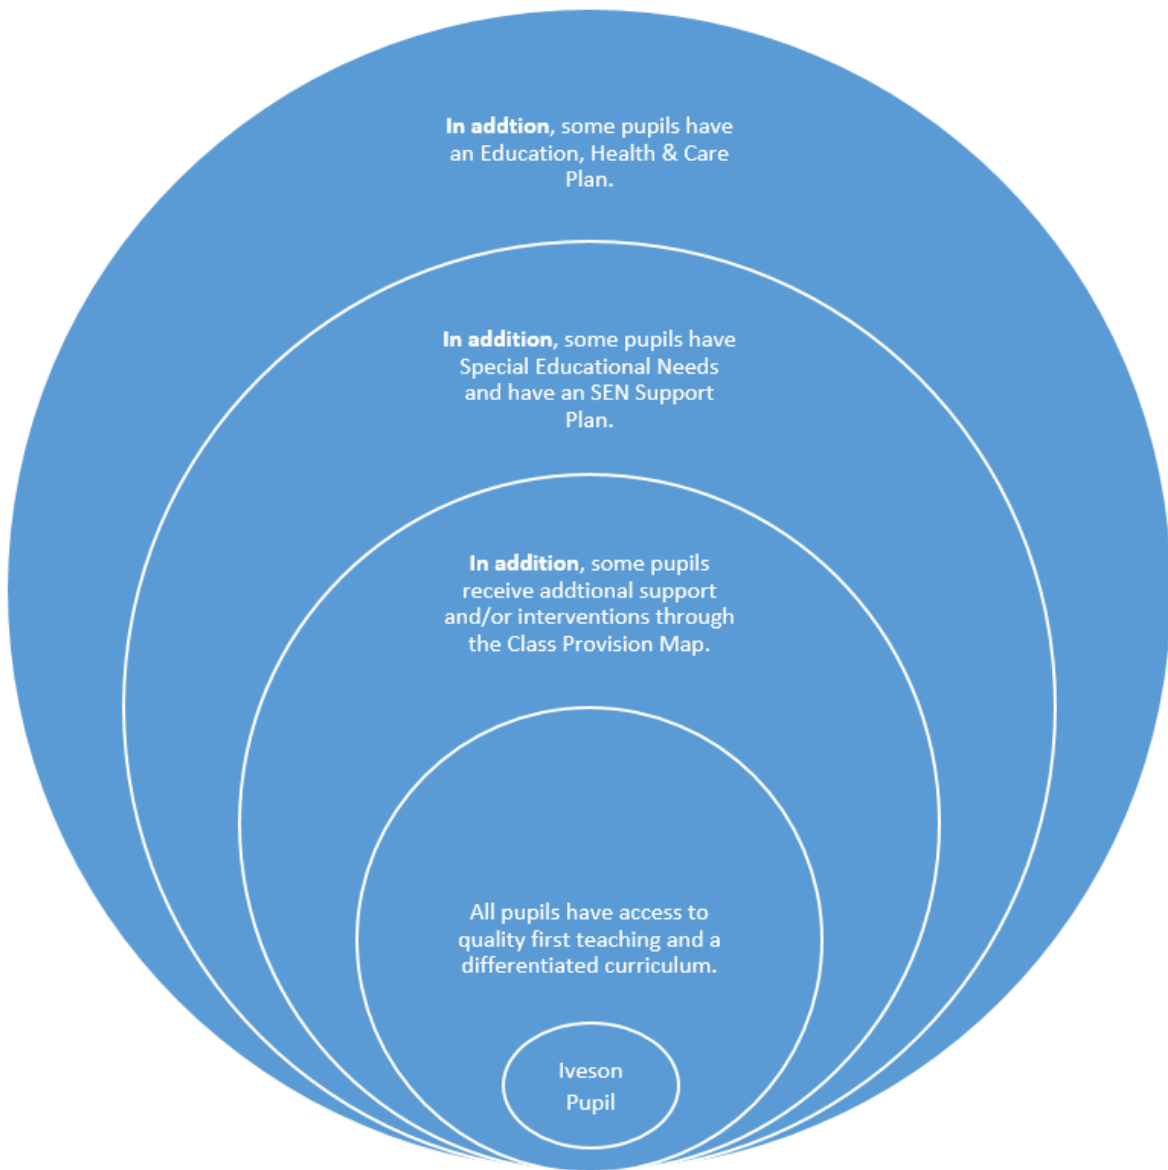 In addtion, some pupils have
an Education, Health & Care
Plan.
In addition, some pupils have
Special Educational Needs
and have an SEN Support
Plan.
In addition, some pupils
receive addtional support
and/or interventions through
the Class Provision Map.
All pupils have access to
quality first teaching and a
differentiated curriculum.
Iveson
Pupil